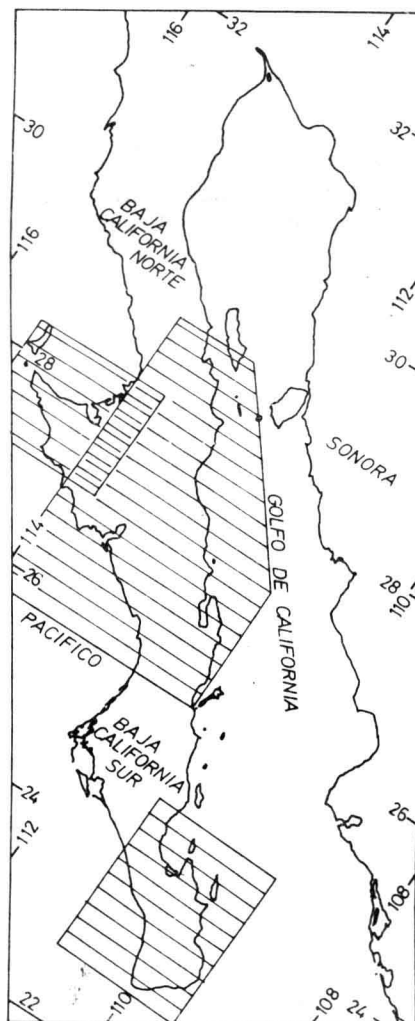 116
32
114
30
32
BAJA
CALIFORNIA
NORTE
116
112
28
30
SONORA
GOLFO DE CALIFORNIA
114
26
28
110
PACIFICO
BAJA
CALIFORNIA
SUR
24
112
26
108
22
110
108
24